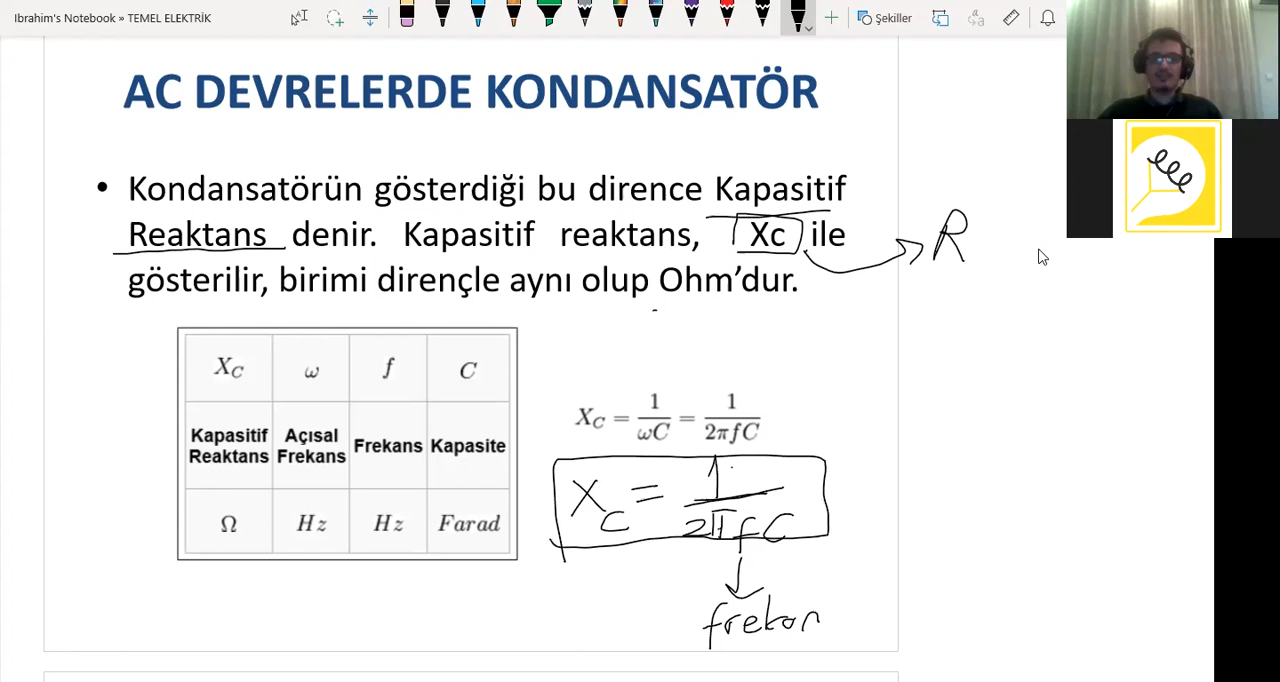 Ibrahim's Notebook » TEMEL ELEKTRİK
Şekiller
AC DEVRELERDE KONDANSATÖR
• Kondansatörün gösterdiği bu dirence Kapasitif
Reaktans denir. Kapasitif reaktans, Xc ile
gösterilir, birimi dirençle aynı olup Ohm'dur.
R
X_C ω f C
Kapasitif Reaktans Açısal Frekans Frekans Kapasite
Ω Hz Hz Farad
X_C = 1/ωC = 1/2πfC
X_C = 1/2πfC
frekan